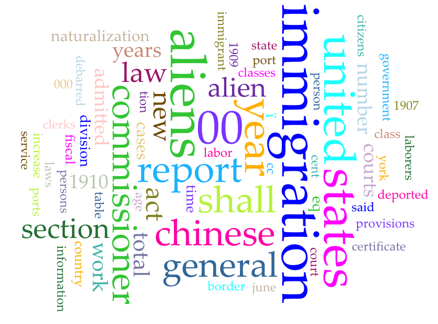 naturalization
years
immigrant
1909
state
port
classes
citizens
government
debarred
000
admitted
law
tion
new
aliens
alien
year
immigration
person
united
number
1907
clerks
division
commissioner
cases
00
labor
i
cc
class
laborers
service
increase
fiscal
laws
persons
ports
1910
table
act
age
report
time
shall
cent
eq
states
courts
york
deported
said
provisions
section
country
information
work
total
chinese
general
border
june
court
certificate